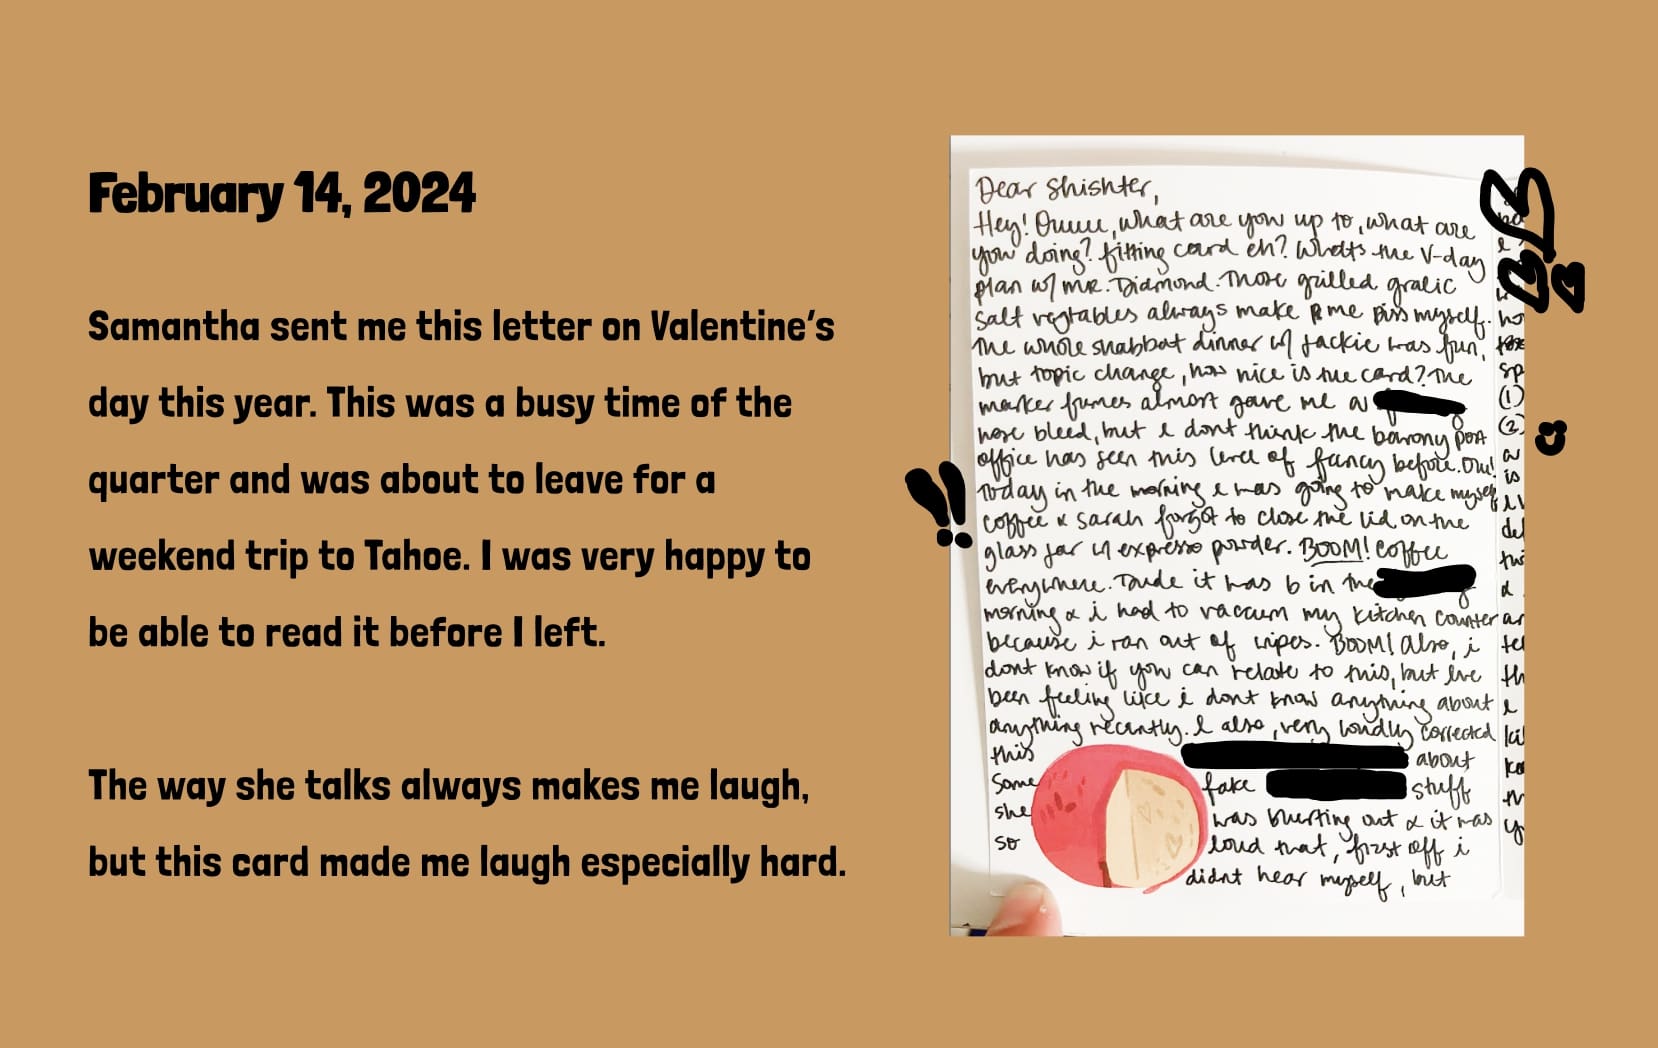 February 14, 2024
Samantha sent me this letter on Valentine's
day this year. This was a busy time of the
quarter and was about to leave for a
weekend trip to Tahoe. I was very happy to
be able to read it before I left.
The way she talks always makes me laugh,
but this card made me laugh especially hard.
Dear Shishter,
Hey! Ouuu, what are you up to, what are
you doing? fitting card eh? Whats the V-day
plan w/ MR. Diamond. Those grilled gralic
salt vegtables always make me piss myself.
The whole shabbat dinner w/ Jackie was fun,
but topic change, how nice is the card? The
marker fumes almost gave me a
nose bleed, but i dont think the post
office has seen this level of fancy before. Ou!
Today in the morning i was going to make myself
coffee & Sarah forgot to close the lid on the
glass jar w/ expresso powder. BOOM! coffee
everywhere. Dude it was 6 in the
morning & i had to vaccum my kitchen counter
because i ran out of wipes. BOOM! Also, i
dont know if you can relate to this, but ive
been feeling like i dont know anything about
anything recently. I also, very loudly corrected
this about
some fake stuff
she was blurting out & it was
so loud that, first off i
didnt hear myself, but
(1)
(2)
is